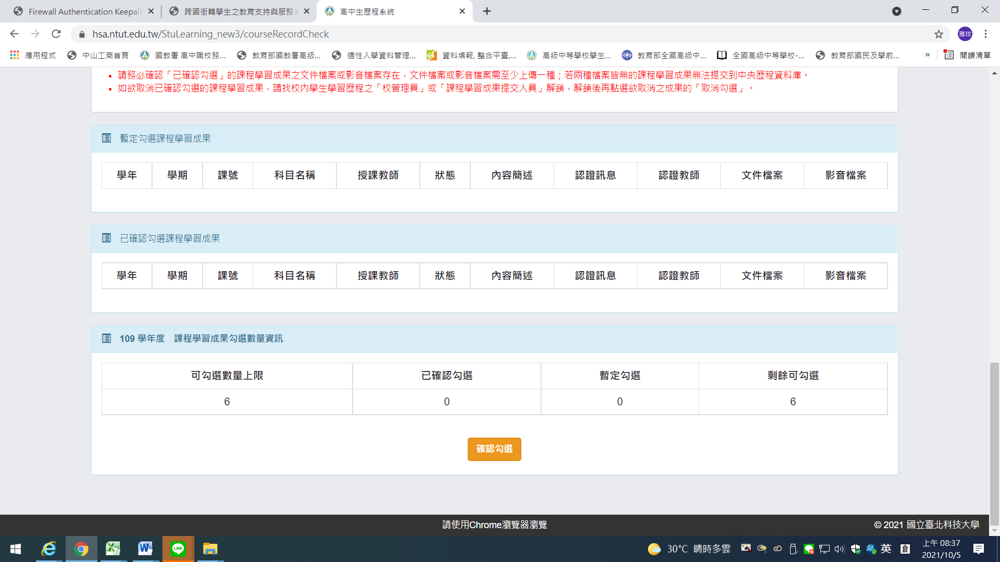 Firewall Authentication Keepali
跨國銜轉學生之教育支持與服務
高中生歷程系統
hsa.ntut.edu.tw/StuLearning_new3/courseRecordCheck
雅玟
應用程式
中山工商首頁
國教署 高中職校務...
教育部國教署高級...
適性入學資料管理...
資料填報, 整合平臺,...
高級中等學校學生...
教育部全國高級中...
全國高級中等學校-...
教育部國民及學前...
»
閱讀清單
請務必確認「已確認勾選」的課程學習成果之文件檔案或影音檔案存在，文件檔案或影音檔案需至少上傳一種；若兩種檔案皆無的課程學習成果無法提交到中央歷程資料庫。
如欲取消已確認勾選的課程學習成果，請找校內學生學習歷程之「校管理員」或「課程學習成果提交人員」解鎖，解鎖後再點選欲取消之成果的「取消勾選」。
暫定勾選課程學習成果
學年 學期 課號 科目名稱 授課教師 狀態 內容簡述 認證訊息 認證教師 文件檔案 影音檔案
已確認勾選課程學習成果
學年 學期 課號 科目名稱 授課教師 狀態 內容簡述 認證訊息 認證教師 文件檔案 影音檔案
109 學年度 課程學習成果勾選數量資訊
可勾選數量上限 已確認勾選 暫定勾選 剩餘可勾選
6 0 0 6
確認勾選
請使用Chrome瀏覽器瀏覽
© 2021 國立臺北科技大學
LINE
30°C 晴時多雲
英
倉
上午 08:37
2021/10/5